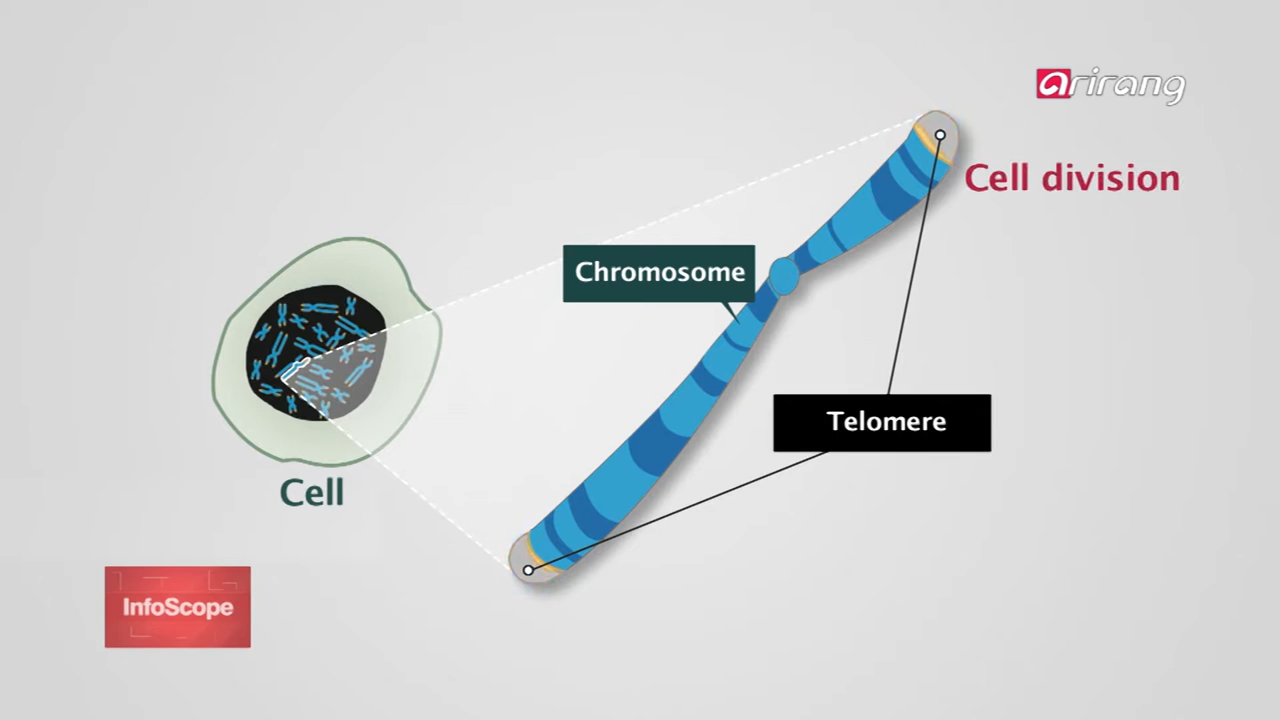 arirang
Cell division
Chromosome
Telomere
Cell
InfoScope